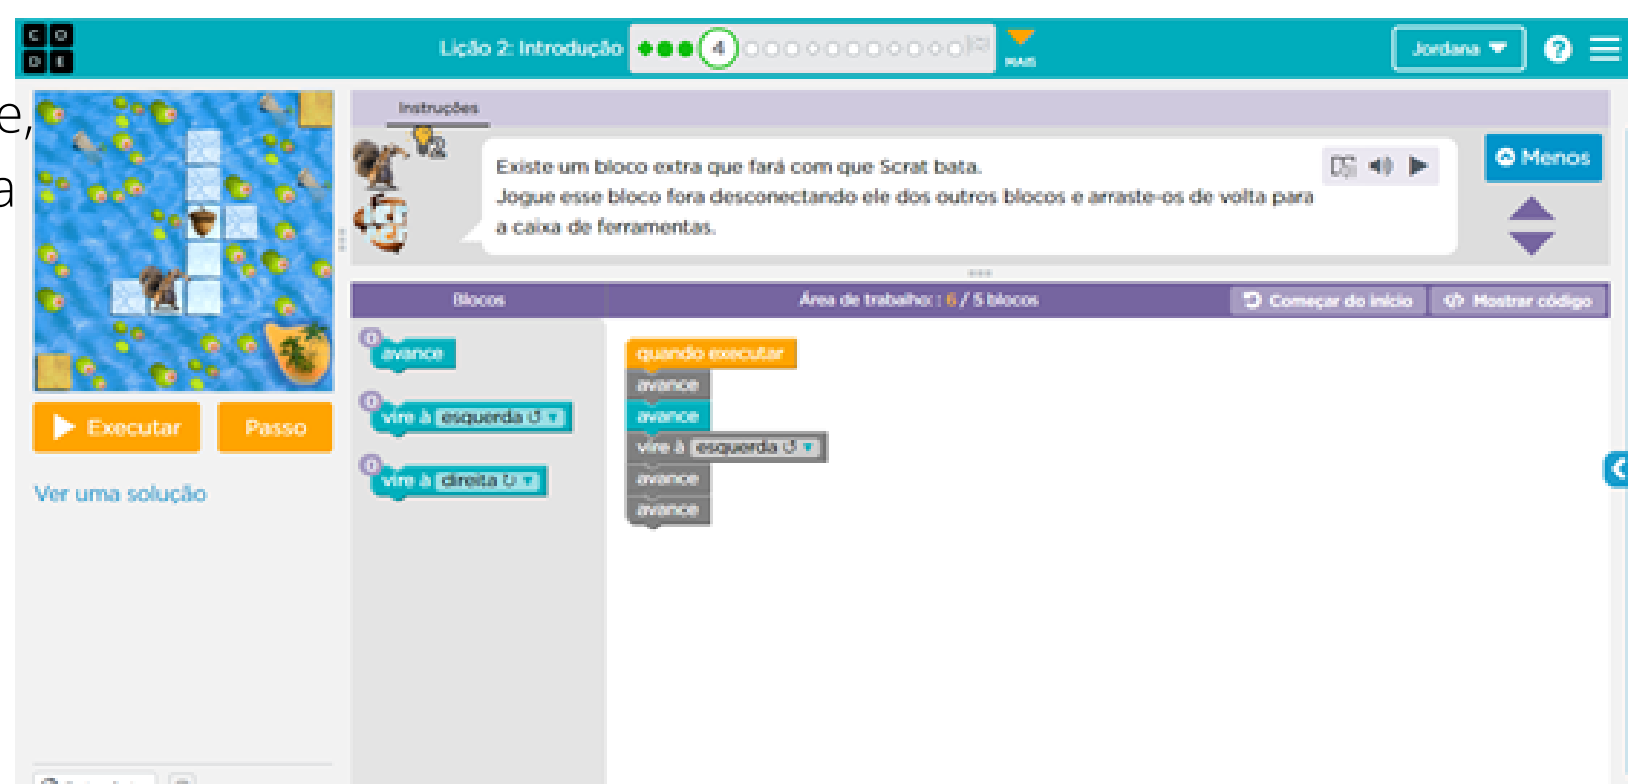 CODE
Lição 2: Introdução
4
MAIS
Jordana
?
e,
a
Instruções
2
Existe um bloco extra que fará com que Scrat bata.
Jogue esse bloco fora desconectando ele dos outros blocos e arraste-os de volta para
a caixa de ferramentas.
Menos
Blocos
Área de trabalho: : 6 / 5 blocos
Começar do início
Mostrar código
avance
vire à esquerda ↺
vire à direita ↻
quando executar
avance
avance
vire à esquerda ↺
avance
avance
Executar
Passo
Ver uma solução